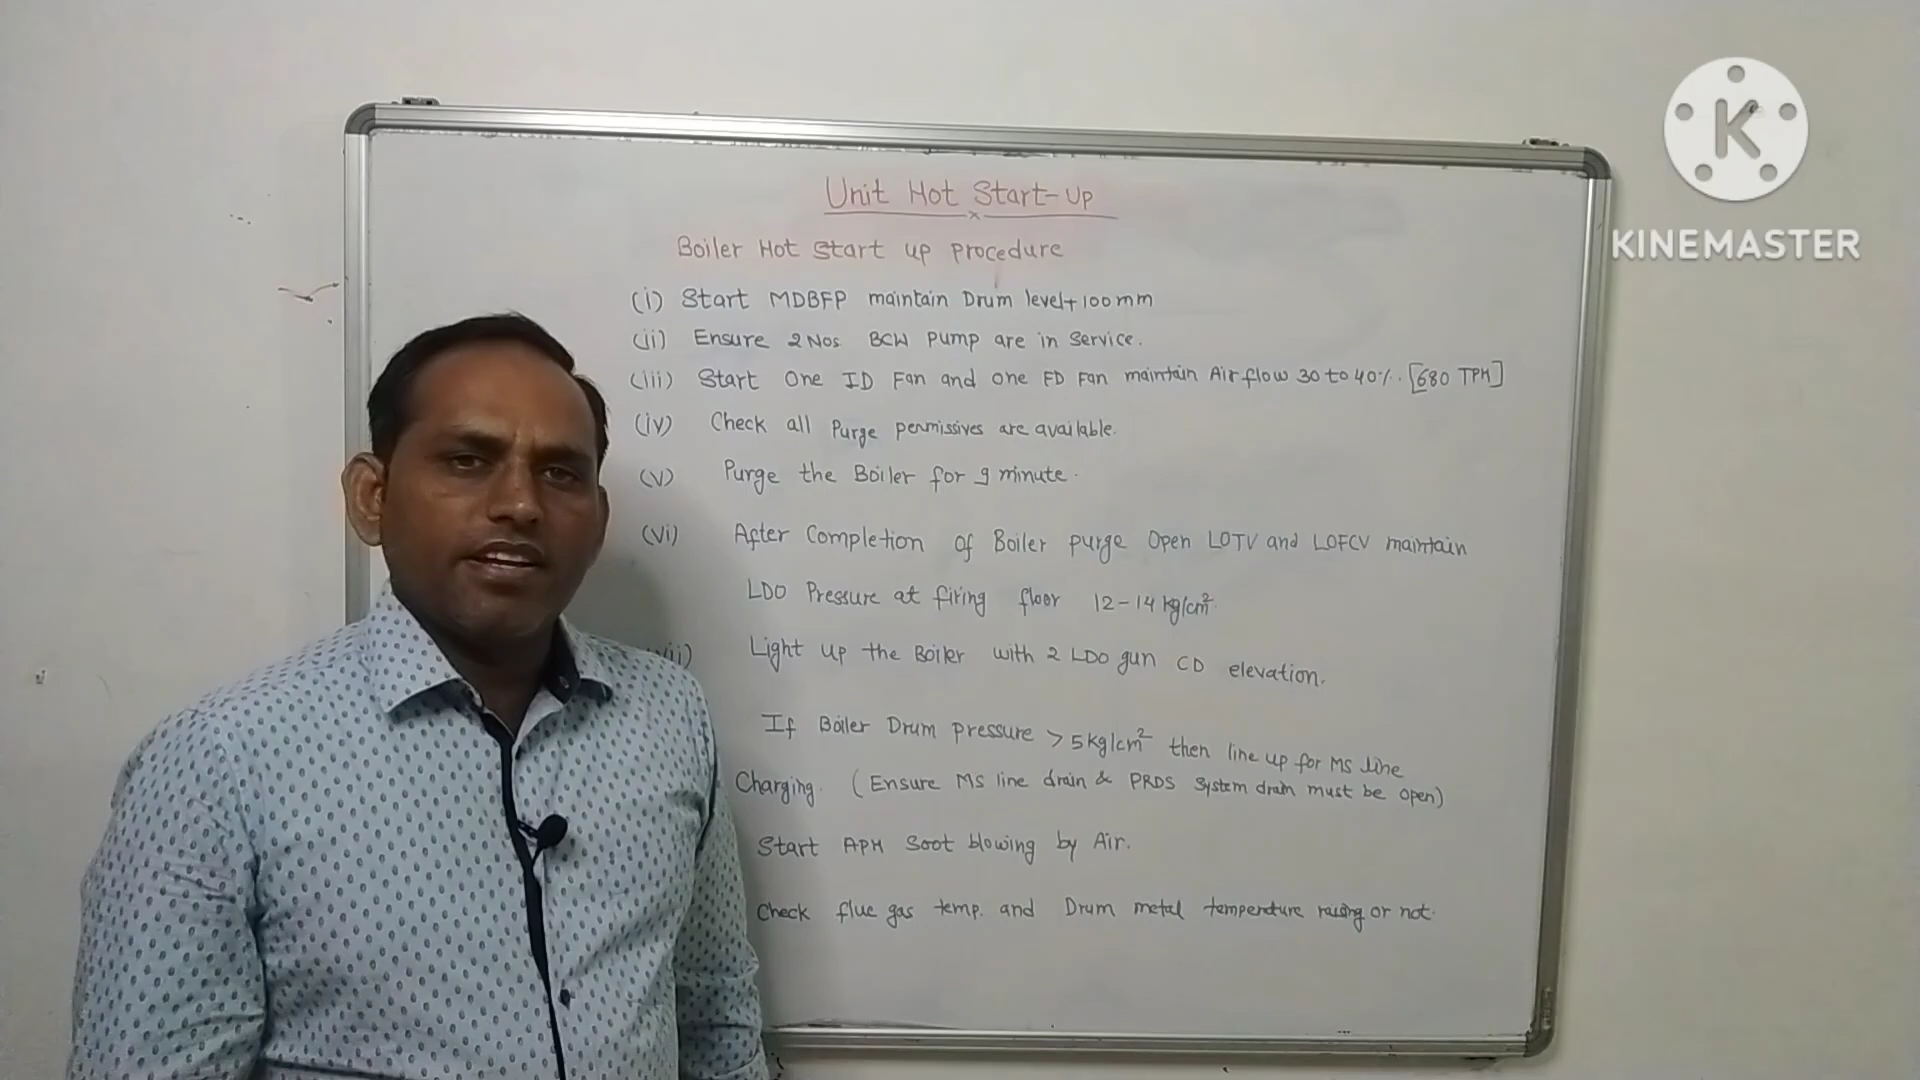 Unit Hot Start-Up
Boiler Hot Start up Procedure
(i) Start MDBFP maintain Drum level+100mm
(ii) Ensure 2Nos BCW Pump are in Service.
(iii) Start One ID Fan and one FD Fan maintain Air flow 30 to 40%. [680 TPH]
(iv) Check all Purge permissives are available.
(v) Purge the Boiler for 9 minute.
(vi) After Completion of Boiler purge Open LOTV and LOFCV maintain
LDO Pressure at firing floor 12-14 kg/cm²
Light up the Boiler with 2 LDO gun CD elevation.
If Boiler Drum pressure > 5kg/cm² then line up for MS line
Charging. (Ensure MS line drain & PRDS System drain must be open)
Start APH Soot blowing by Air.
Check flue gas temp. and Drum metal temperature raising or not.
K
KINEMASTER